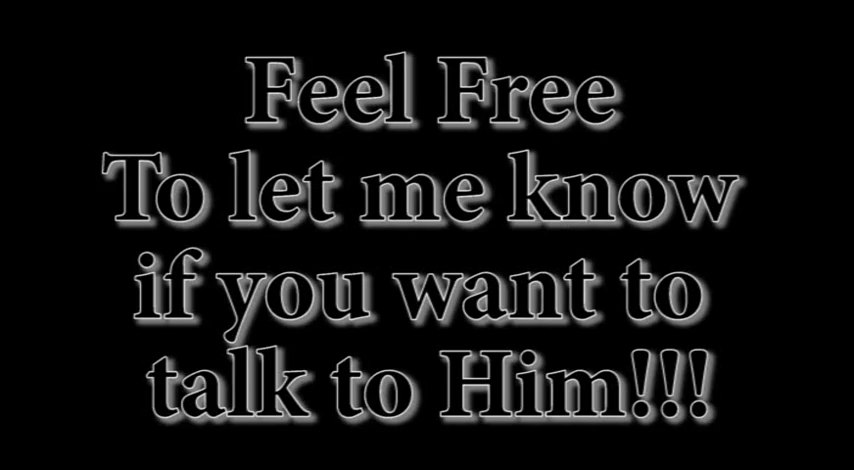 Feel Free
To let me know
if you want to
talk to Him!!!